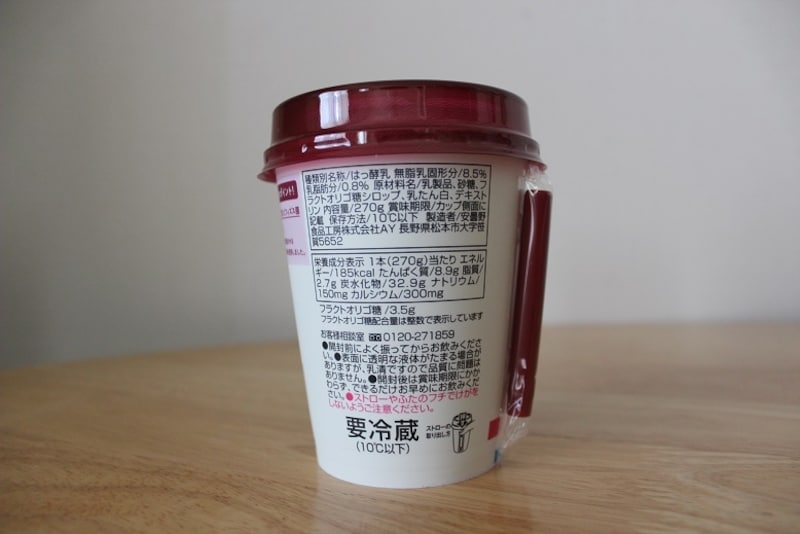 種類別名称/はっ酵乳 無脂乳固形分/8.5%
乳脂肪分/0.8% 原材料名/乳製品、砂糖、フ
ラクトオリゴ糖シロップ、乳たん白、デキスト
リン 内容量/270g 賞味期限/カップ側面に
記載 保存方法/10℃以下 製造者/安曇野
食品工房株式会社AY 長野県松本市大字笹
賀5652
栄養成分表示 1本(270g)当たり エネル
ギー/185kcal たんぱく質/8.9g 脂質/
2.7g 炭水化物/32.9g ナトリウム/
150mg カルシウム/300mg
フラクトオリゴ糖 /3.5g
フラクトオリゴ糖配合量は整数で表示しています
お客様相談室 0120-271859
●開封前によく振ってからお飲みくださ
い。●表面に透明な液体がたまる場合が
ありますが、乳清ですので品質に問題は
ありません。●開封後は賞味期限にかか
わらず、できるだけお早めにお飲みくだ
さい。●ストローやふたのフチでけがを
しないようご注意ください。
要冷蔵
(10℃以下)
ストローの
取り出し方